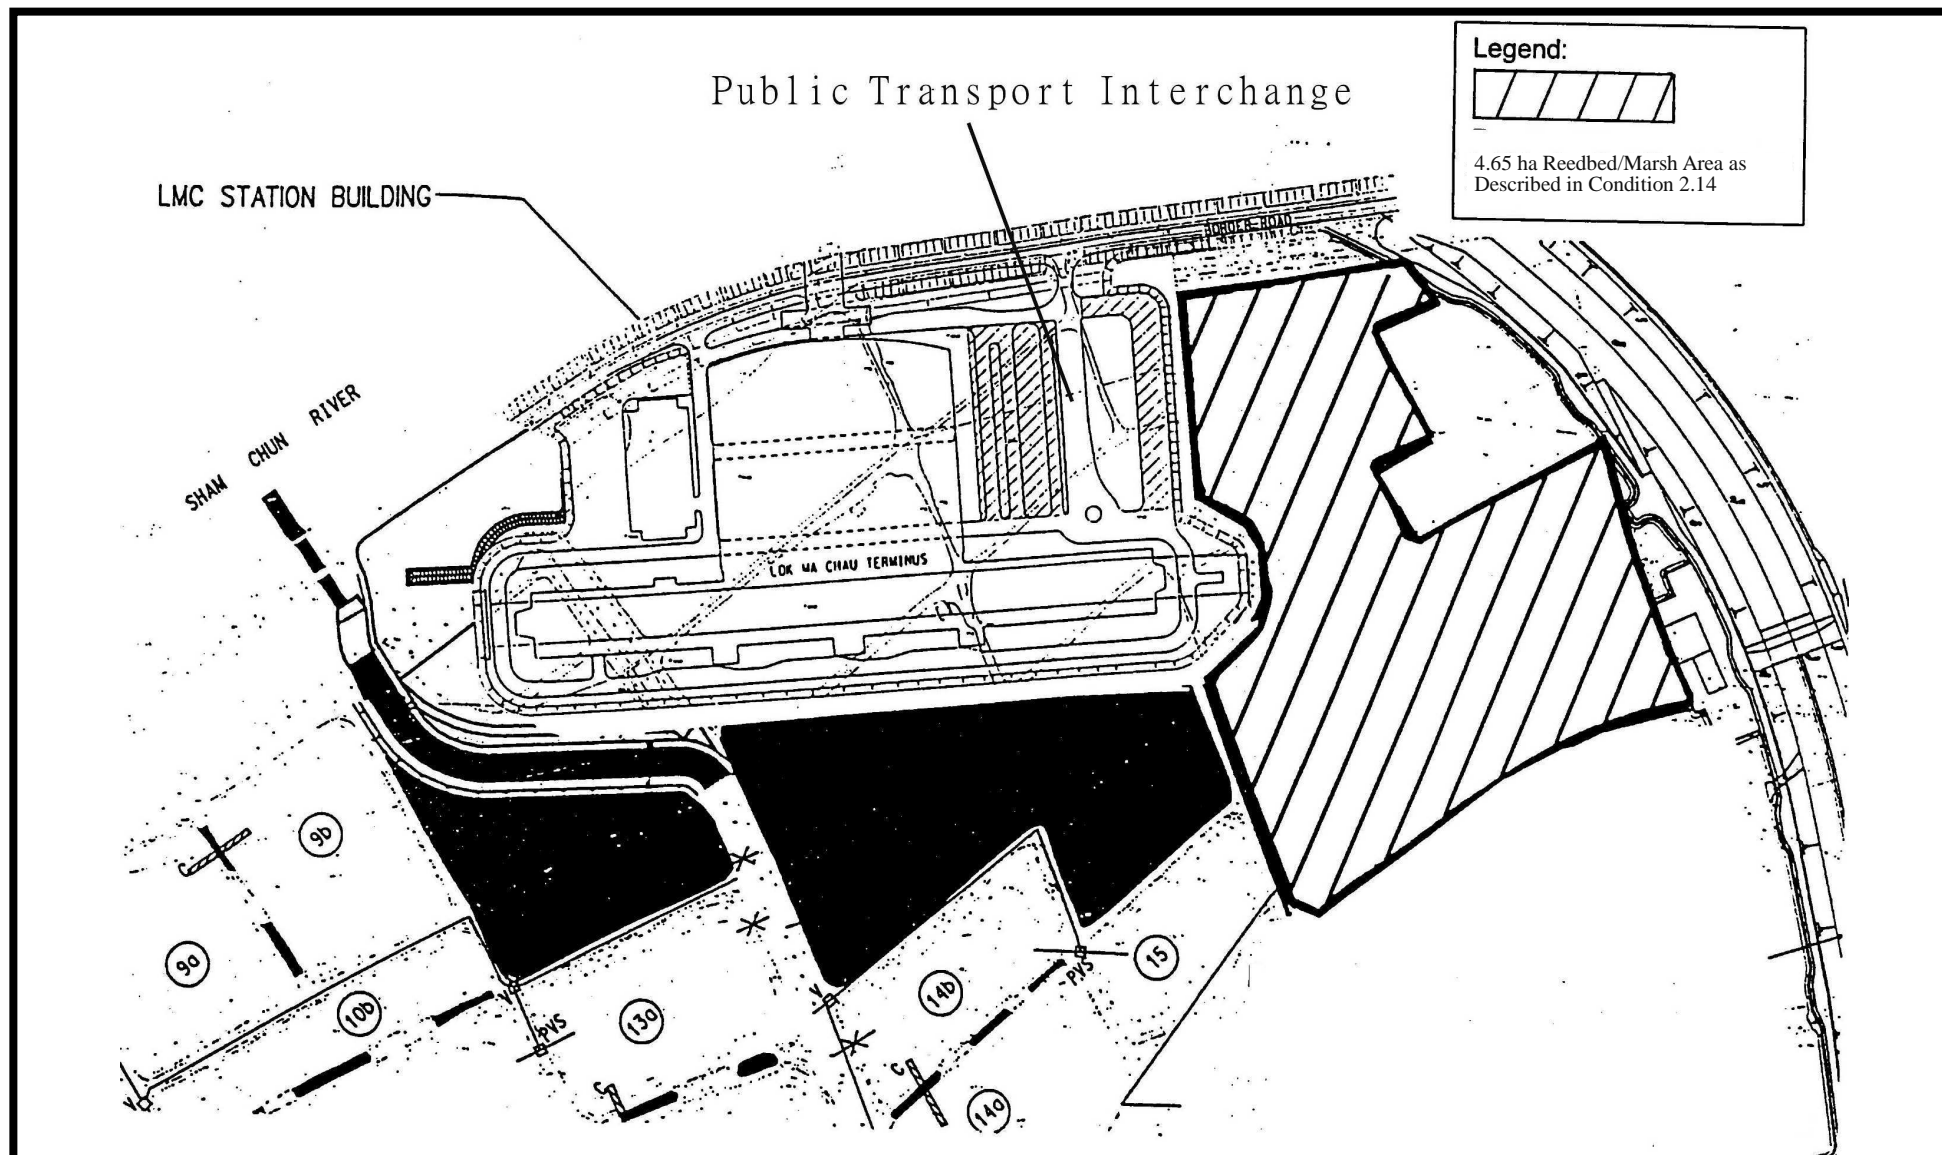 Legend:
4.65 ha Reedbed/Marsh Area as
Described in Condition 2.14
Public Transport Interchange
LMC STATION BUILDING
BORDER ROAD
SHAM CHUN RIVER
LOK MA CHAU TERMINUS
9b
C
9a
10b
V
PVS
13a
C
V
14b
PVS
15
C
14a
V